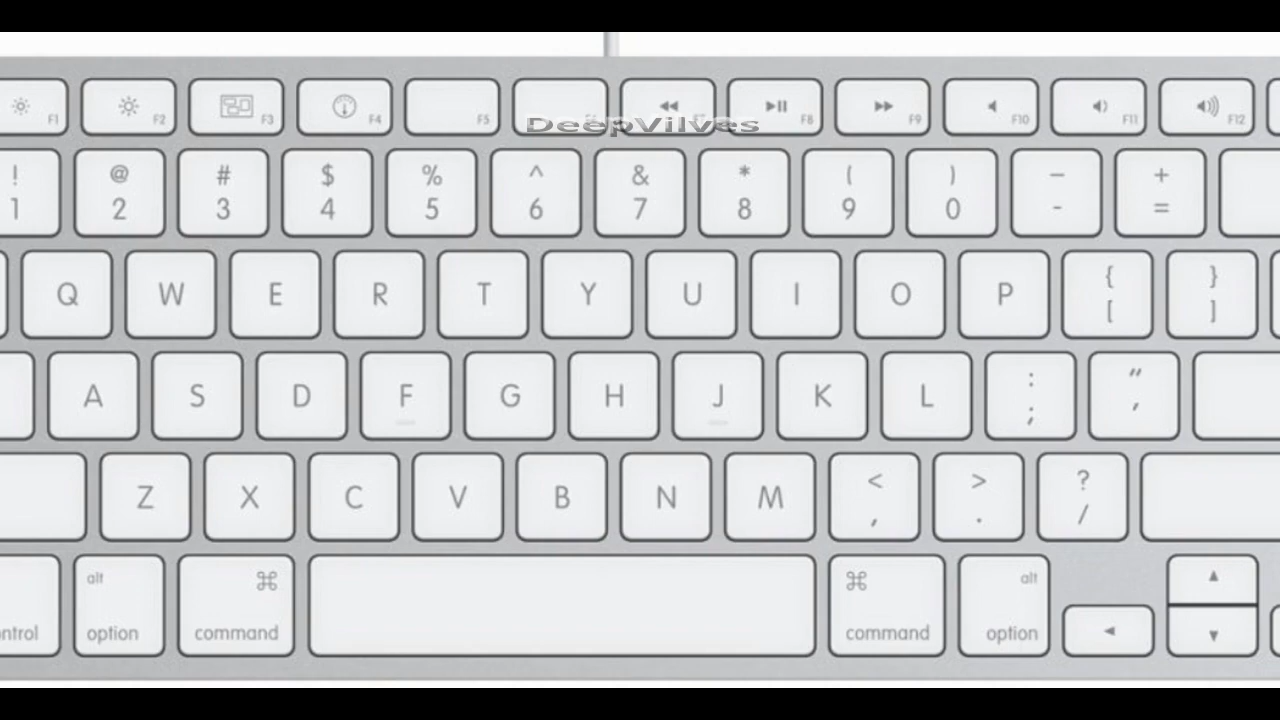 F1 F2 F3 F4 F5 F8 F9 F10 F11 F12
DeepVilves
! @ # $ % ^ & * ( ) – +
1 2 3 4 5 6 7 8 9 0 - =
Q W E R T Y U I O P { }
[ ]
A S D F G H J K L : "
; ,
Z X C V B N M < > ?
, . /
alt ⌘ ⌘ alt
ntrol option command command option